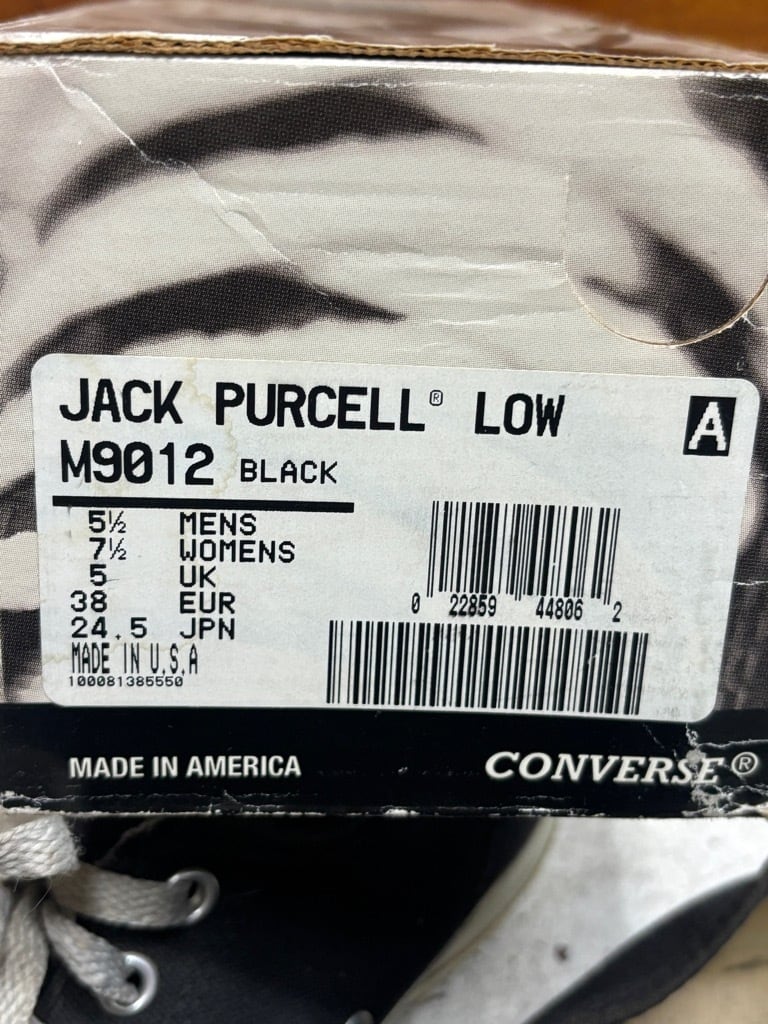 JACK PURCELL® LOW
A
M9012 BLACK
5½ MENS
7½ WOMENS
5 UK
38 EUR
24.5 JPN
MADE IN U.S.A
100081385550
0 22859 44806 2
MADE IN AMERICA
CONVERSE®